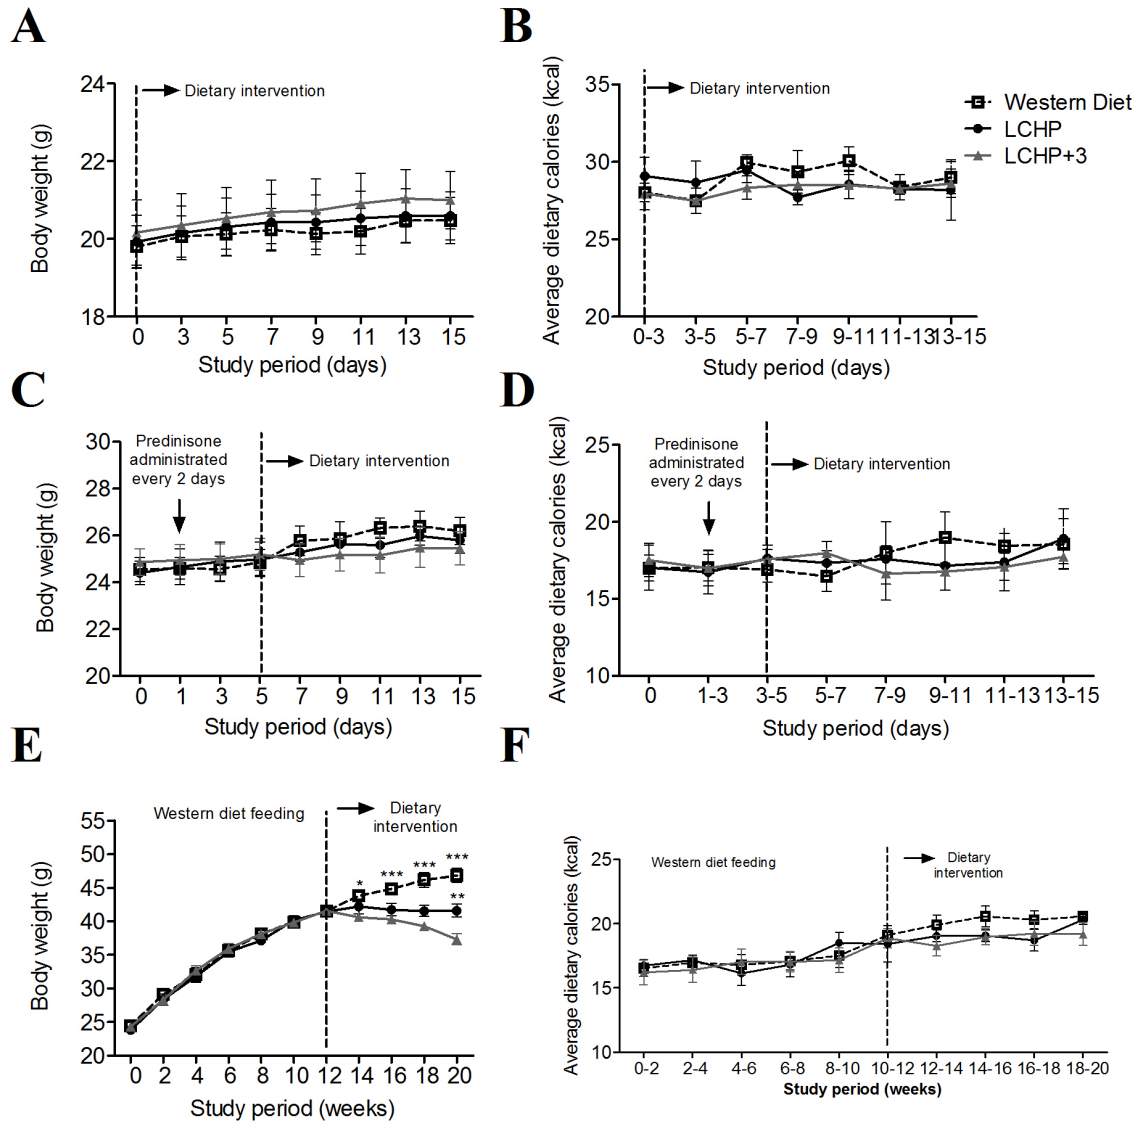 A
24
22
20
18
Body weight (g)
Dietary intervention
0 3 5 7 9 11 13 15
Study period (days)
B
35
30
25
20
Average dietary calories (kcal)
Dietary intervention
0-3 3-5 5-7 7-9 9-11 11-13 13-15
Study period (days)
Western Diet
LCHP
LCHP+3
C
30
28
26
24
22
20
Body weight (g)
Predinisone
administrated
every 2 days
Dietary intervention
0 1 3 5 7 9 11 13 15
Study period (days)
D
25
20
15
10
Average dietary calories (kcal)
Predinisone
administrated
every 2 days
Dietary intervention
0 1-3 3-5 5-7 7-9 9-11 11-13 13-15
Study period (days)
E
55
50
45
40
35
30
25
20
Body weight (g)
Western diet feeding
Dietary
intervention
* *** *** ***
**
0 2 4 6 8 10 12 14 16 18 20
Study period (weeks)
F
25
20
15
10
Average dietary calories (kcal)
Western diet feeding
Dietary
intervention
0-2 2-4 4-6 6-8 8-10 10-12 12-14 14-16 16-18 18-20
Study period (weeks)